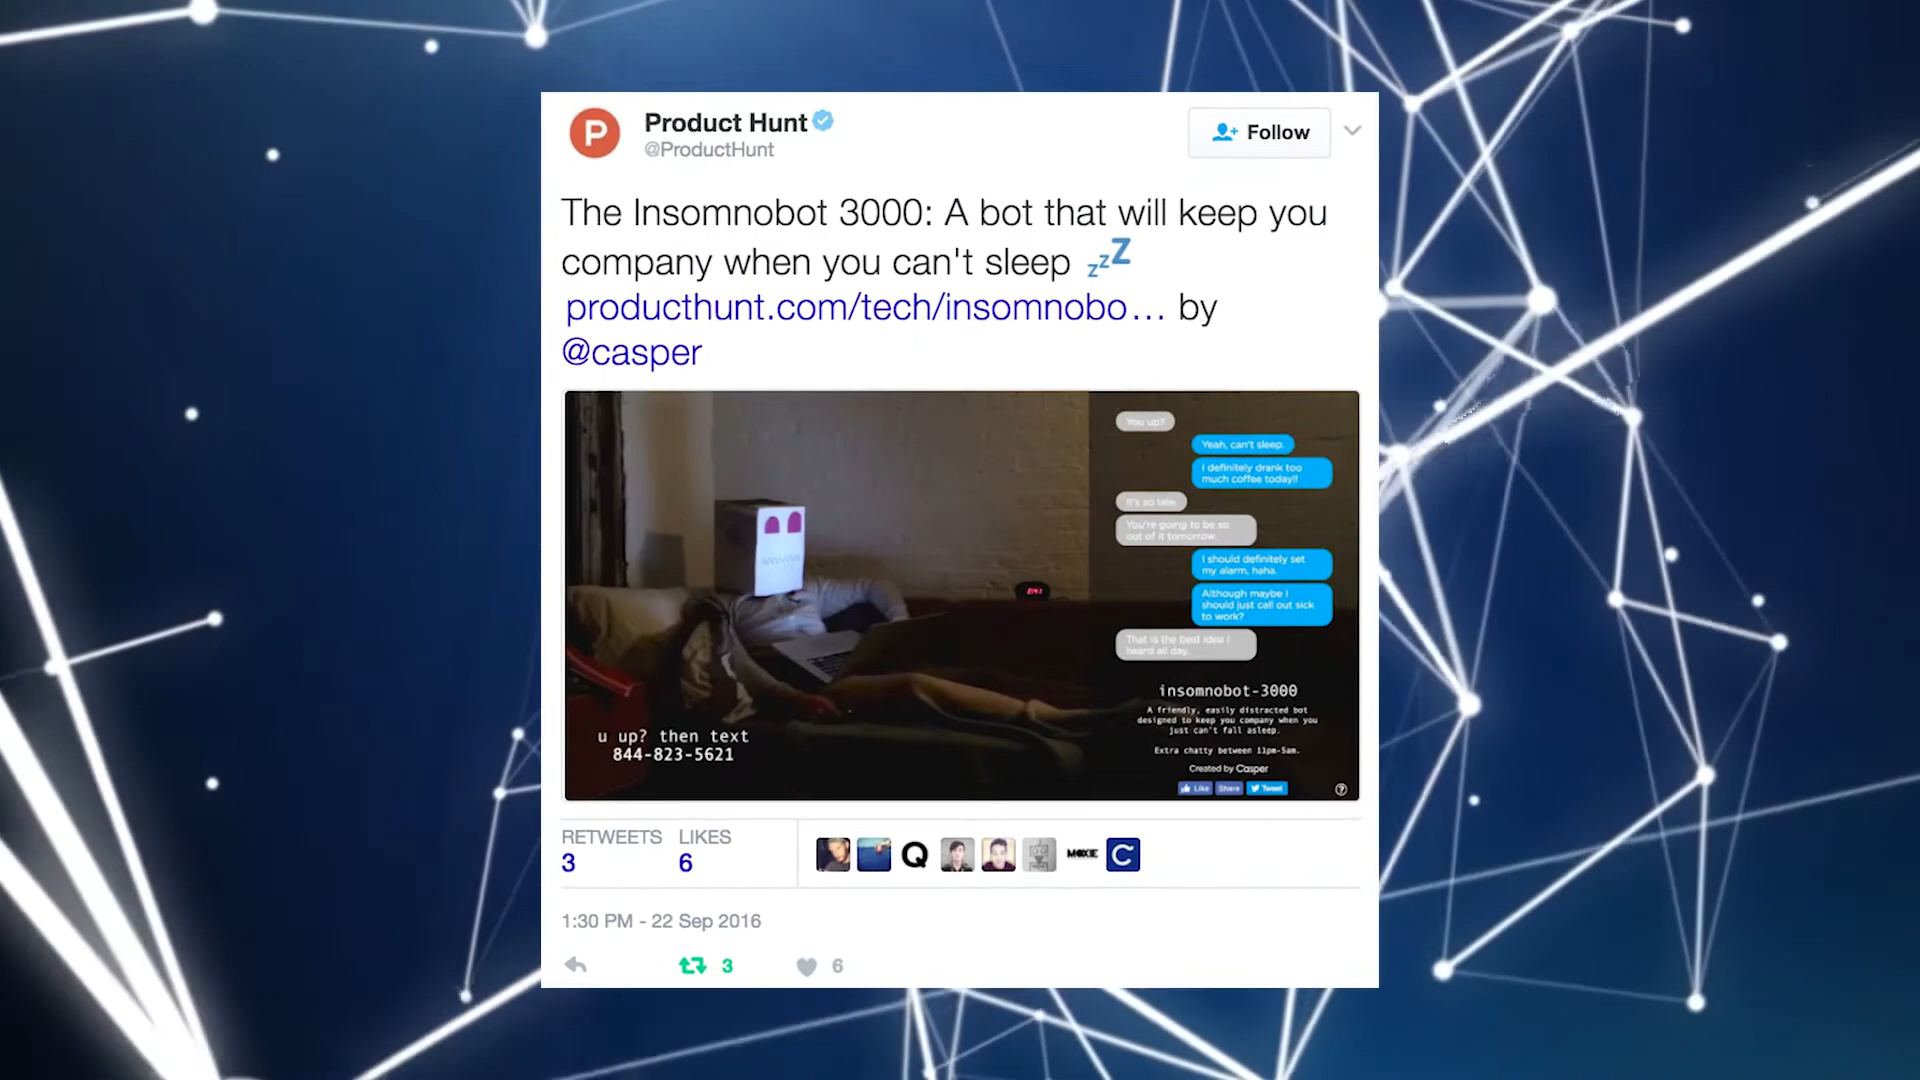 P
Product Hunt
@ProductHunt
Follow
The Insomnobot 3000: A bot that will keep you
company when you can't sleep zzZ
producthunt.com/tech/insomnobo… by
@casper
You up?
Yeah, can't sleep.
I definitely drank too
much coffee today!!
It's so late.
You're going to be so
out of it tomorrow.
I should definitely set
my alarm, haha.
Although maybe I
should just call out sick
to work?
That is the best idea I
heard all day.
insomnobot-3000
A friendly, easily distracted bot
designed to keep you company when you
just can't fall asleep.
Extra chatty between 11pm-5am.
Created by Casper
Like Share Tweet
?
u up? then text
844-823-5621
2:41
RETWEETS LIKES
3 6
Q MOXIE C
1:30 PM - 22 Sep 2016
3 6